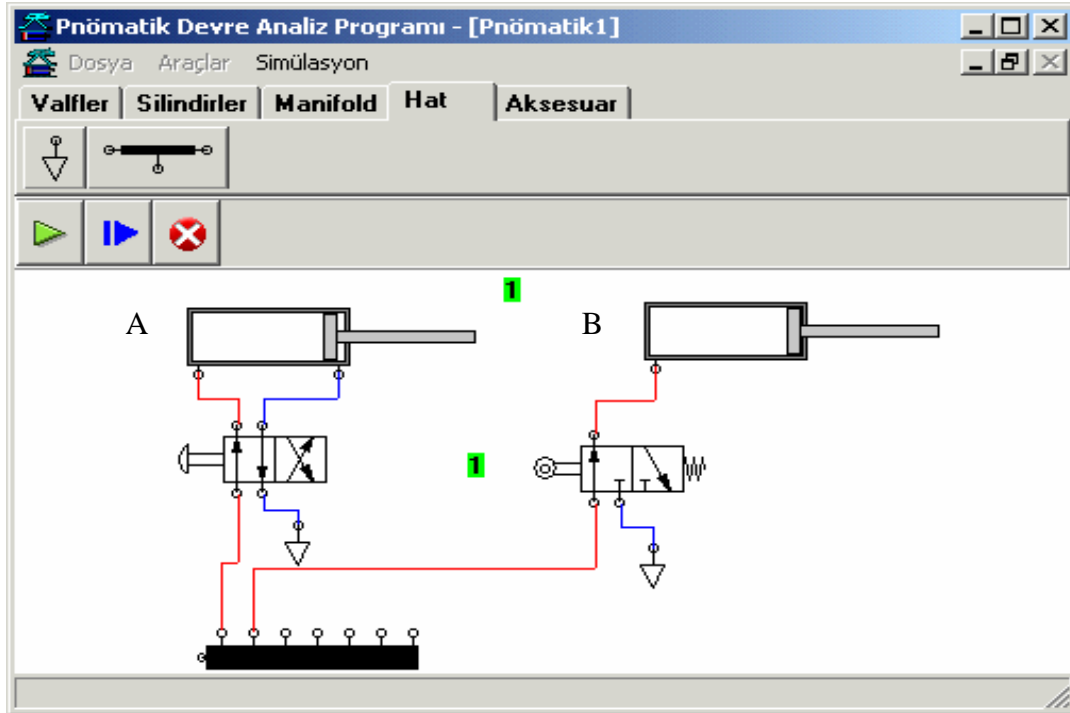 Pnömatik Devre Analiz Programı - [Pnömatik1]
Dosya Araçlar Simülasyon
Valfler Silindirler Manifold Hat Aksesuar
1
A B
1